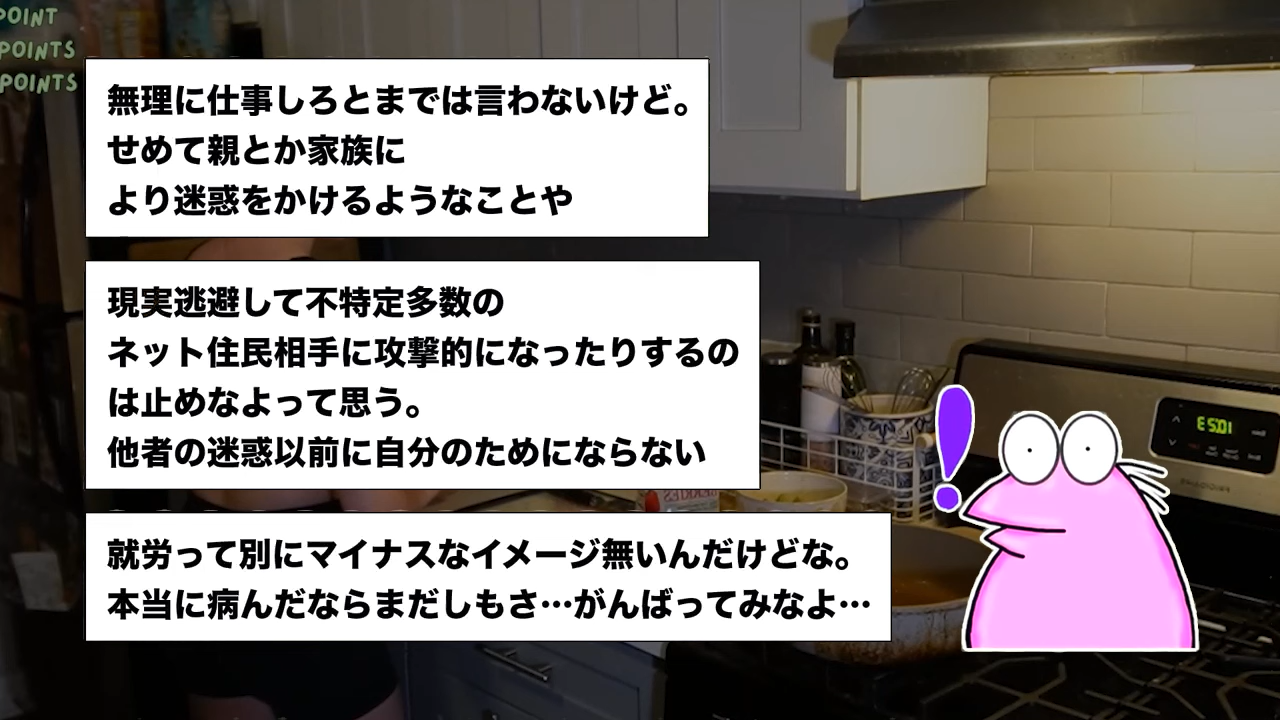 POINT
POINTS
POINTS
無理に仕事しろとまでは言わないけど。
せめて親とか家族に
より迷惑をかけるようなことや
現実逃避して不特定多数の
ネット住民相手に攻撃的になったりするの
は止めなよって思う。
他者の迷惑以前に自分のためにならない
就労って別にマイナスなイメージ無いんだけどな。
本当に病んだならまだしもさ…がんばってみなよ…